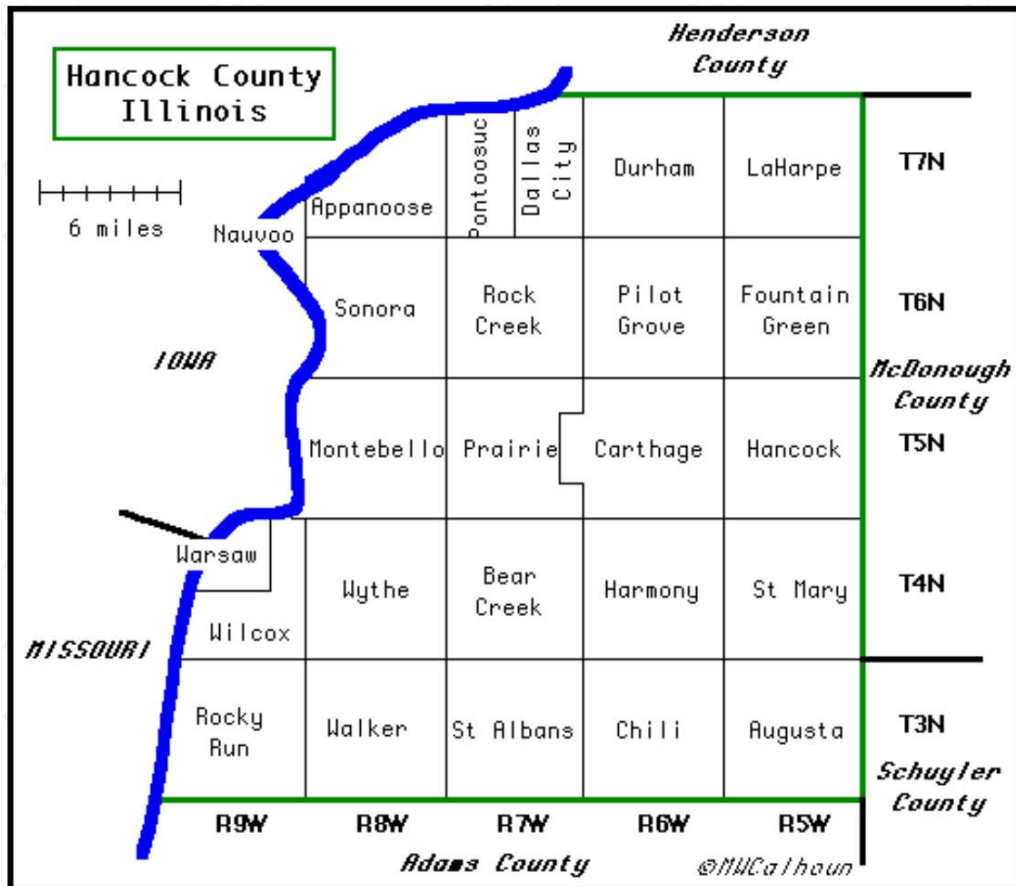 Henderson
County
Hancock County
Illinois
6 miles
Pontoosuc
Dallas
City
Durham
LaHarpe
T7N
Appanoose
Nauvoo
Sonora
Rock
Creek
Pilot
Grove
Fountain
Green
T6N
IOWA
McDonough
County
Montebello
Prairie
Carthage
Hancock
T5N
Warsaw
Wythe
Bear
Creek
Harmony
St Mary
T4N
Wilcox
MISSOURI
Rocky
Run
Walker
St Albans
Chili
Augusta
T3N
Schuyler
County
R9W
R8W
R7W
R6W
R5W
Adams County
©MWCalhoun